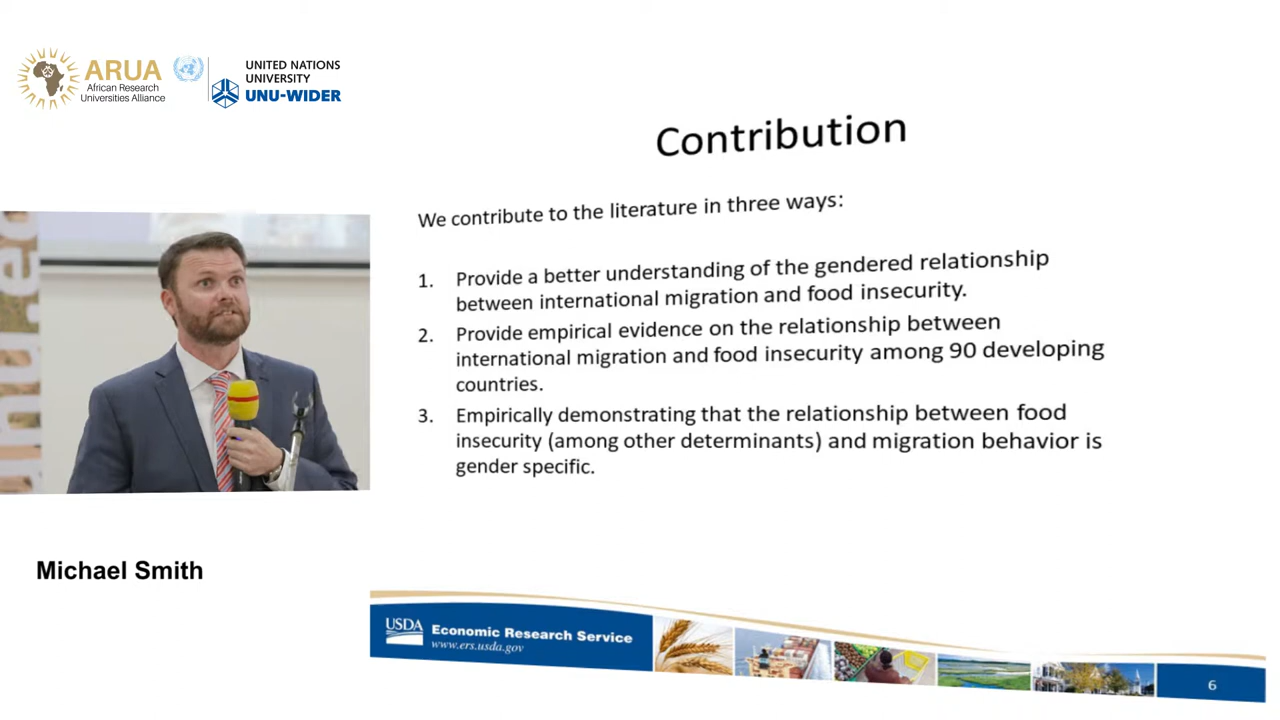 ARUA
African Research
Universities Alliance
UNITED NATIONS
UNIVERSITY
UNU-WIDER
Contribution
We contribute to the literature in three ways:
1. Provide a better understanding of the gendered relationship
between international migration and food insecurity.
2. Provide empirical evidence on the relationship between
international migration and food insecurity among 90 developing
countries.
3. Empirically demonstrating that the relationship between food
insecurity (among other determinants) and migration behavior is
gender specific.
Michael Smith
USDA
Economic Research Service
www.ers.usda.gov
6